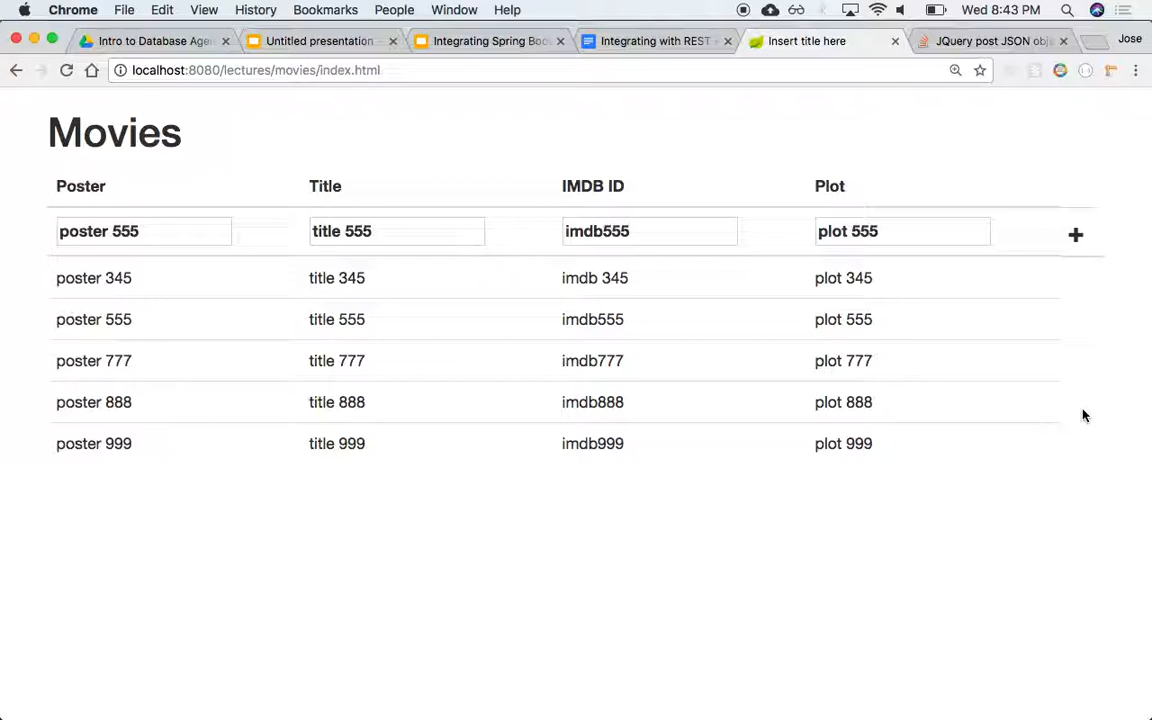 Chrome File Edit View History Bookmarks People Window Help Wed 8:43 PM
Intro to Database Age Untitled presentation Integrating Spring Boo Integrating with REST Insert title here JQuery post JSON obj Jose
localhost:8080/lectures/movies/index.html
Movies
Poster Title IMDB ID Plot
poster 555 title 555 imdb555 plot 555 +
poster 345 title 345 imdb 345 plot 345
poster 555 title 555 imdb555 plot 555
poster 777 title 777 imdb777 plot 777
poster 888 title 888 imdb888 plot 888
poster 999 title 999 imdb999 plot 999